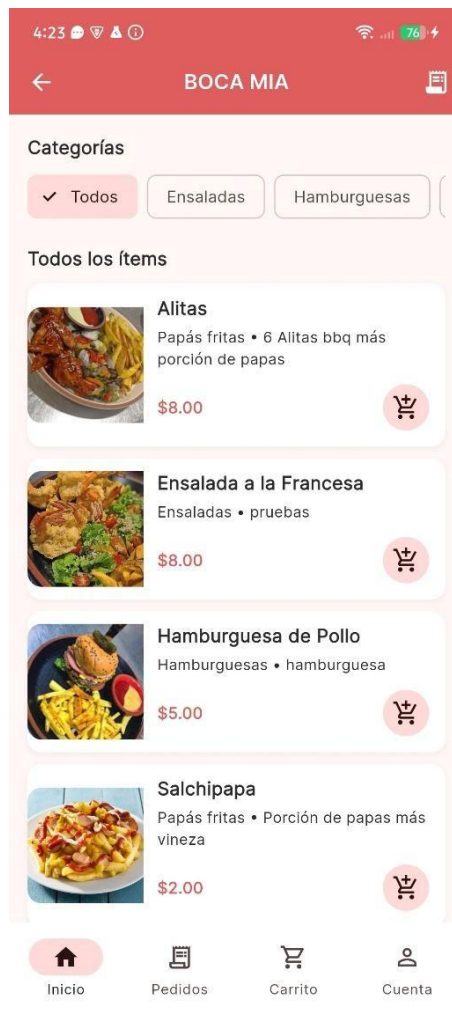 4:23
76
BOCA MIA
Categorías
Todos
Ensaladas
Hamburguesas
Todos los ítems
Alitas
Papás fritas • 6 Alitas bbq más
porción de papas
$8.00
Ensalada a la Francesa
Ensaladas • pruebas
$8.00
Hamburguesa de Pollo
Hamburguesas • hamburguesa
$5.00
Salchipapa
Papás fritas • Porción de papas más
vineza
$2.00
Inicio
Pedidos
Carrito
Cuenta